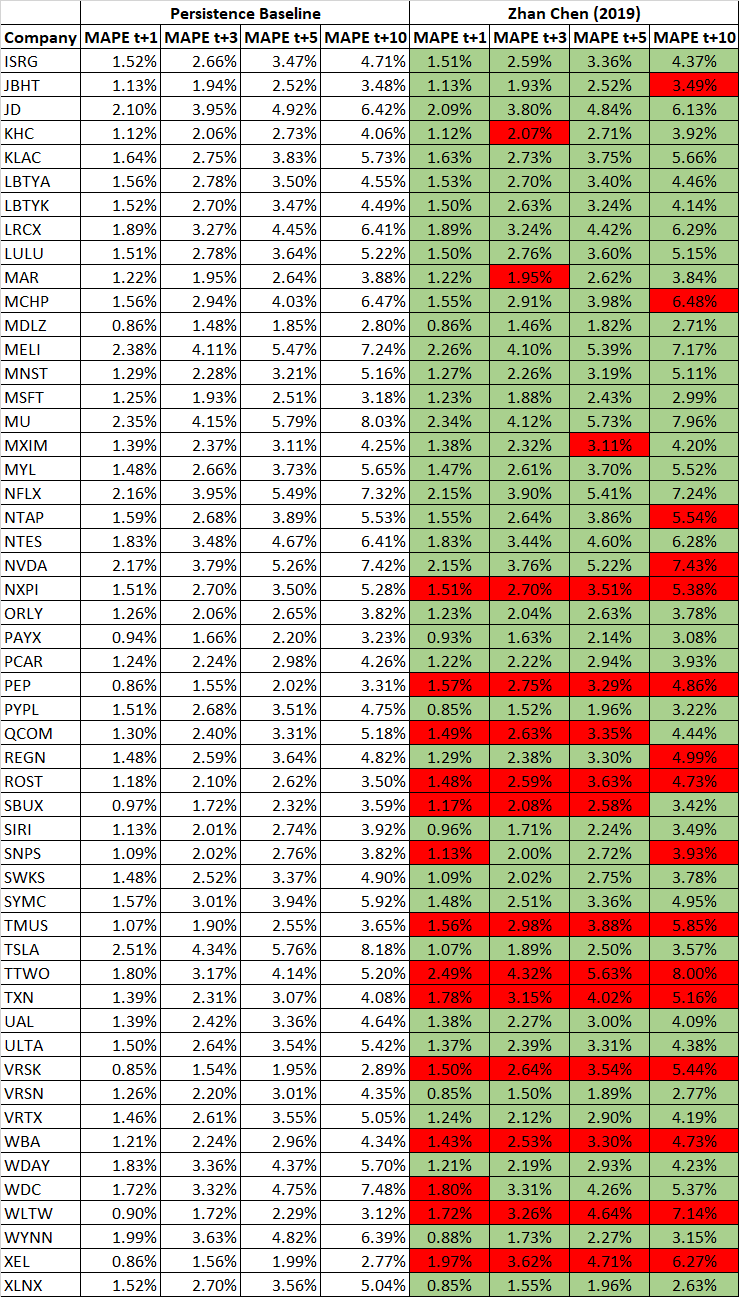 Persistence Baseline Zhan Chen (2019)
Company MAPE t+1 MAPE t+3 MAPE t+5 MAPE t+10 MAPE t+1 MAPE t+3 MAPE t+5 MAPE t+10
ISRG 1.52% 2.66% 3.47% 4.71% 1.51% 2.59% 3.36% 4.37%
JBHT 1.13% 1.94% 2.52% 3.48% 1.13% 1.93% 2.52% 3.49%
JD 2.10% 3.95% 4.92% 6.42% 2.09% 3.80% 4.84% 6.13%
KHC 1.12% 2.06% 2.73% 4.06% 1.12% 2.07% 2.71% 3.92%
KLAC 1.64% 2.75% 3.83% 5.73% 1.63% 2.73% 3.75% 5.66%
LBTYA 1.56% 2.78% 3.50% 4.55% 1.53% 2.70% 3.40% 4.46%
LBTYK 1.52% 2.70% 3.47% 4.49% 1.50% 2.63% 3.24% 4.14%
LRCX 1.89% 3.27% 4.45% 6.41% 1.89% 3.24% 4.42% 6.29%
LULU 1.51% 2.78% 3.64% 5.22% 1.50% 2.76% 3.60% 5.15%
MAR 1.22% 1.95% 2.64% 3.88% 1.22% 1.95% 2.62% 3.84%
MCHP 1.56% 2.94% 4.03% 6.47% 1.55% 2.91% 3.98% 6.48%
MDLZ 0.86% 1.48% 1.85% 2.80% 0.86% 1.46% 1.82% 2.71%
MELI 2.38% 4.11% 5.47% 7.24% 2.26% 4.10% 5.39% 7.17%
MNST 1.29% 2.28% 3.21% 5.16% 1.27% 2.26% 3.19% 5.11%
MSFT 1.25% 1.93% 2.51% 3.18% 1.23% 1.88% 2.43% 2.99%
MU 2.35% 4.15% 5.79% 8.03% 2.34% 4.12% 5.73% 7.96%
MXIM 1.39% 2.37% 3.11% 4.25% 1.38% 2.32% 3.11% 4.20%
MYL 1.48% 2.66% 3.73% 5.65% 1.47% 2.61% 3.70% 5.52%
NFLX 2.16% 3.95% 5.49% 7.32% 2.15% 3.90% 5.41% 7.24%
NTAP 1.59% 2.68% 3.89% 5.53% 1.55% 2.64% 3.86% 5.54%
NTES 1.83% 3.48% 4.67% 6.41% 1.83% 3.44% 4.60% 6.28%
NVDA 2.17% 3.79% 5.26% 7.42% 2.15% 3.76% 5.22% 7.43%
NXPI 1.51% 2.70% 3.50% 5.28% 1.51% 2.70% 3.51% 5.38%
ORLY 1.26% 2.06% 2.65% 3.82% 1.23% 2.04% 2.63% 3.78%
PAYX 0.94% 1.66% 2.20% 3.23% 0.93% 1.63% 2.14% 3.08%
PCAR 1.24% 2.24% 2.98% 4.26% 1.22% 2.22% 2.94% 3.93%
PEP 0.86% 1.55% 2.02% 3.31% 1.57% 2.75% 3.29% 4.86%
PYPL 1.51% 2.68% 3.51% 4.75% 0.85% 1.52% 1.96% 3.22%
QCOM 1.30% 2.40% 3.31% 5.18% 1.49% 2.63% 3.35% 4.44%
REGN 1.48% 2.59% 3.64% 4.82% 1.29% 2.38% 3.30% 4.99%
ROST 1.18% 2.10% 2.62% 3.50% 1.48% 2.59% 3.63% 4.73%
SBUX 0.97% 1.72% 2.32% 3.59% 1.17% 2.08% 2.58% 3.42%
SIRI 1.13% 2.01% 2.74% 3.92% 0.96% 1.71% 2.24% 3.49%
SNPS 1.09% 2.02% 2.76% 3.82% 1.13% 2.00% 2.72% 3.93%
SWKS 1.48% 2.52% 3.37% 4.90% 1.09% 2.02% 2.75% 3.78%
SYMC 1.57% 3.01% 3.94% 5.92% 1.48% 2.51% 3.36% 4.95%
TMUS 1.07% 1.90% 2.55% 3.65% 1.56% 2.98% 3.88% 5.85%
TSLA 2.51% 4.34% 5.76% 8.18% 1.07% 1.89% 2.50% 3.57%
TTWO 1.80% 3.17% 4.14% 5.20% 2.49% 4.32% 5.63% 8.00%
TXN 1.39% 2.31% 3.07% 4.08% 1.78% 3.15% 4.02% 5.16%
UAL 1.39% 2.42% 3.36% 4.64% 1.38% 2.27% 3.00% 4.09%
ULTA 1.50% 2.64% 3.54% 5.42% 1.37% 2.39% 3.31% 4.38%
VRSK 0.85% 1.54% 1.95% 2.89% 1.50% 2.64% 3.54% 5.44%
VRSN 1.26% 2.20% 3.01% 4.35% 0.85% 1.50% 1.89% 2.77%
VRTX 1.46% 2.61% 3.55% 5.05% 1.24% 2.12% 2.90% 4.19%
WBA 1.21% 2.24% 2.96% 4.34% 1.43% 2.53% 3.30% 4.73%
WDAY 1.83% 3.36% 4.37% 5.70% 1.21% 2.19% 2.93% 4.23%
WDC 1.72% 3.32% 4.75% 7.48% 1.80% 3.31% 4.26% 5.37%
WLTW 0.90% 1.72% 2.29% 3.12% 1.72% 3.26% 4.64% 7.14%
WYNN 1.99% 3.63% 4.82% 6.39% 0.88% 1.73% 2.27% 3.15%
XEL 0.86% 1.56% 1.99% 2.77% 1.97% 3.62% 4.71% 6.27%
XLNX 1.52% 2.70% 3.56% 5.04% 0.85% 1.55% 1.96% 2.63%